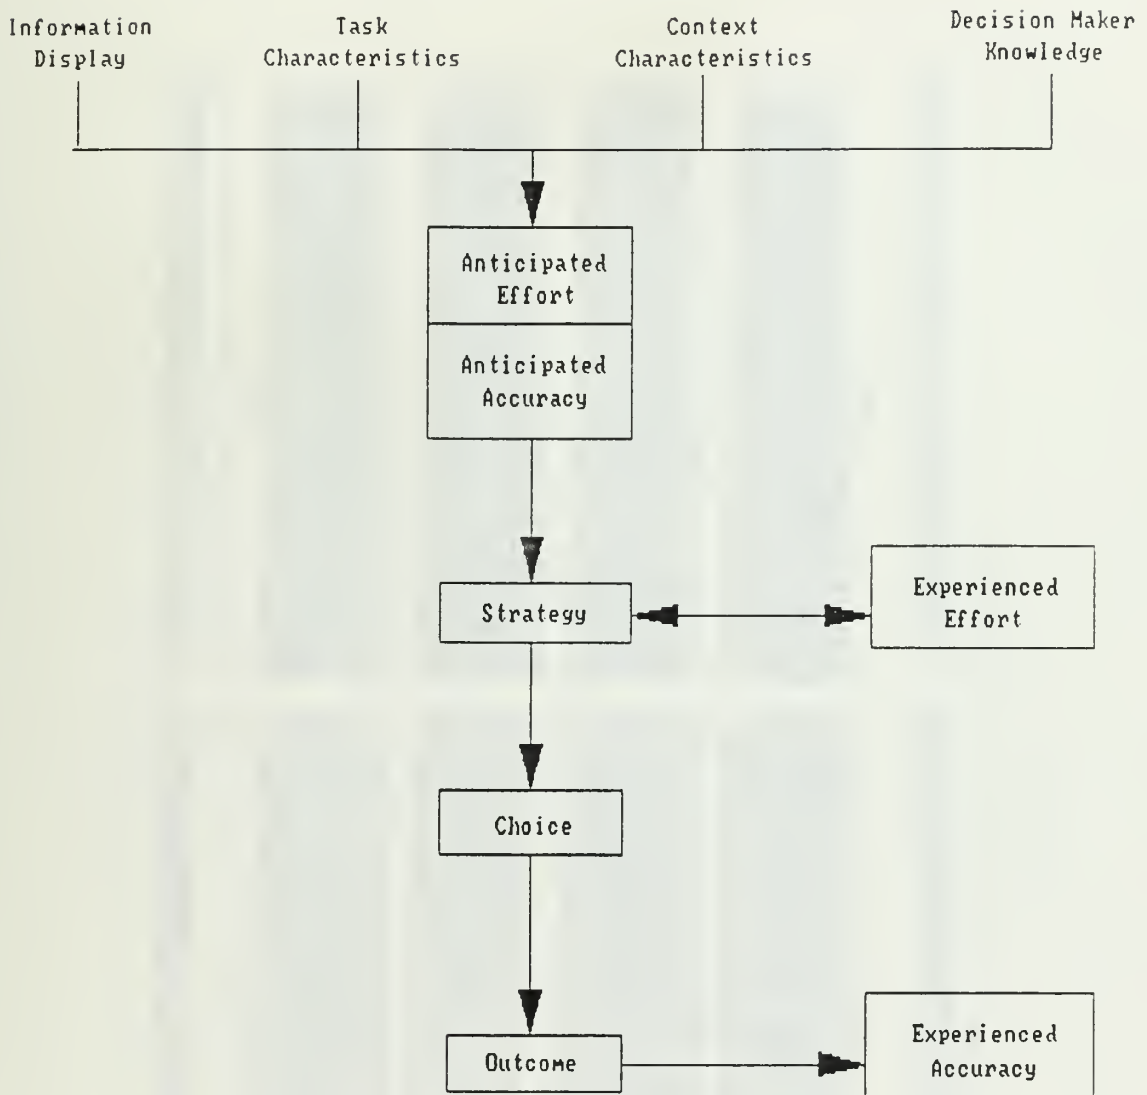 Information
Display
Task
Characteristics
Context
Characteristics
Decision Maker
Knowledge
Anticipated
Effort
Anticipated
Accuracy
Strategy
Experienced
Effort
Choice
Outcome
Experienced
Accuracy